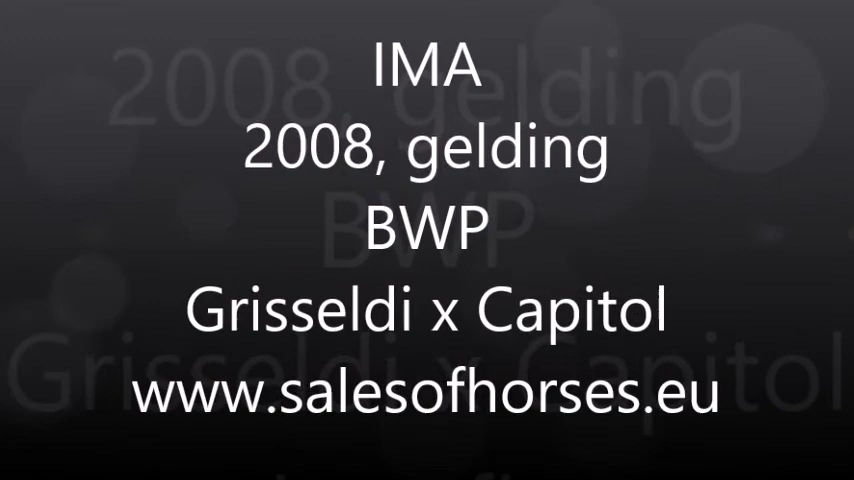 IMA
2008, gelding
BWP
Grisseldi x Capitol
www.salesofhorses.eu